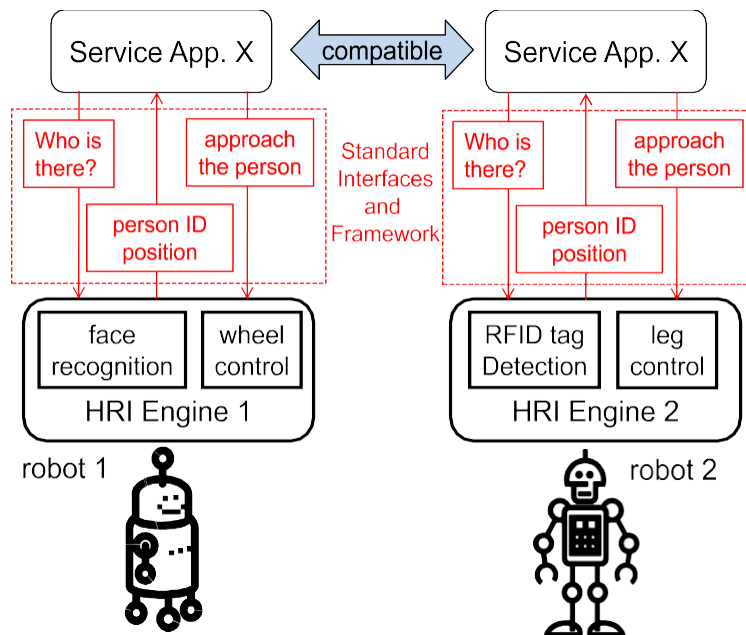 Service App. X
compatible
Service App. X
Who is
there?
approach
the person
person ID
position
Standard
Interfaces
and
Framework
Who is
there?
approach
the person
person ID
position
face
recognition
wheel
control
HRI Engine 1
RFID tag
Detection
leg
control
HRI Engine 2
robot 1
robot 2